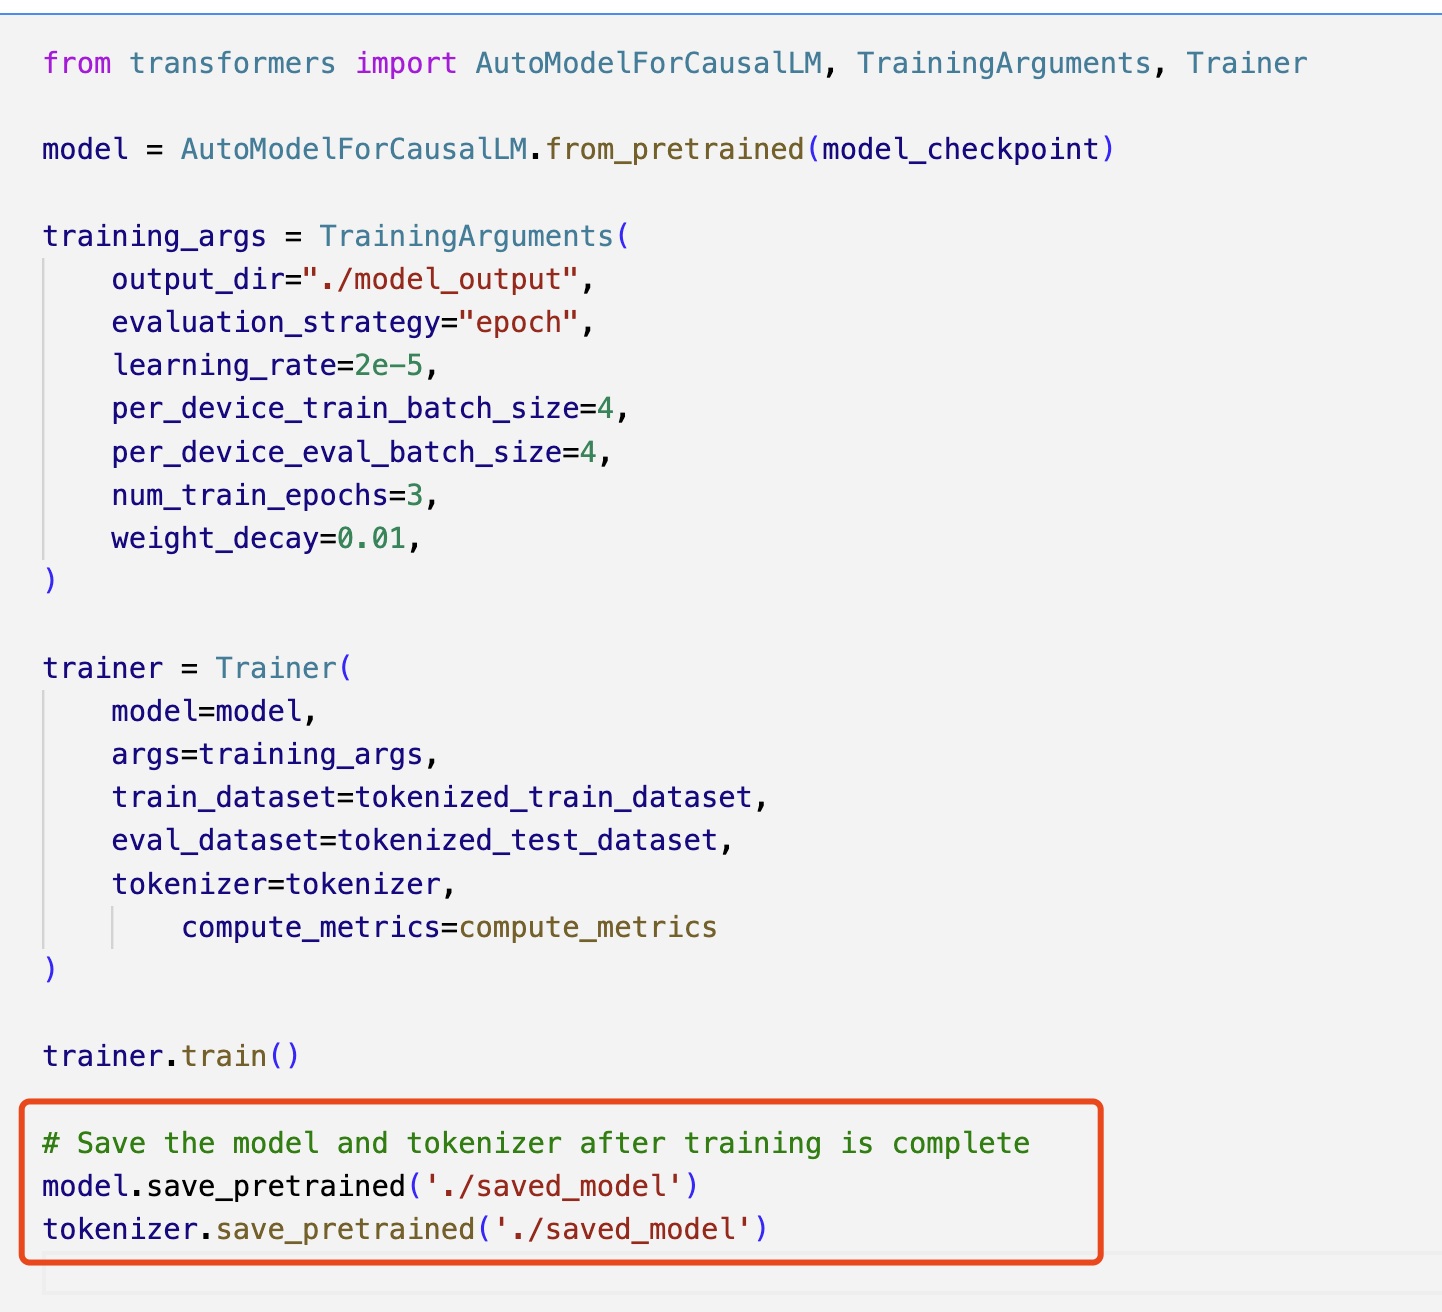 from transformers import AutoModelForCausalLM, TrainingArguments, Trainer
model = AutoModelForCausalLM.from_pretrained(model_checkpoint)
training_args = TrainingArguments(
    output_dir="./model_output",
    evaluation_strategy="epoch",
    learning_rate=2e-5,
    per_device_train_batch_size=4,
    per_device_eval_batch_size=4,
    num_train_epochs=3,
    weight_decay=0.01,
)
trainer = Trainer(
    model=model,
    args=training_args,
    train_dataset=tokenized_train_dataset,
    eval_dataset=tokenized_test_dataset,
    tokenizer=tokenizer,
        compute_metrics=compute_metrics
)
trainer.train()
# Save the model and tokenizer after training is complete
model.save_pretrained('./saved_model')
tokenizer.save_pretrained('./saved_model')